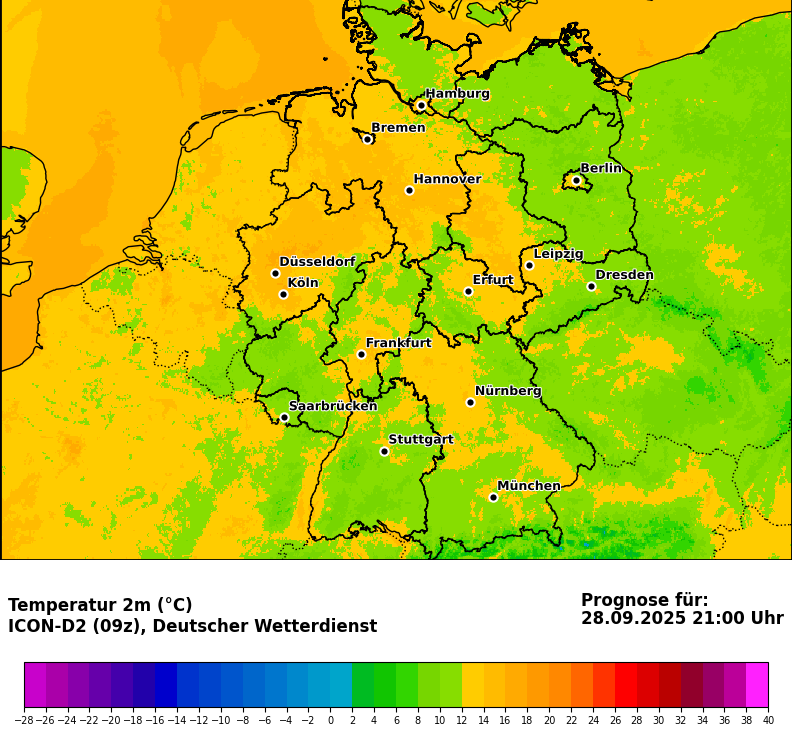 Hamburg
Bremen
Berlin
Hannover
Leipzig
Düsseldorf
Dresden
Köln
Erfurt
Frankfurt
Nürnberg
Saarbrücken
Stuttgart
München
Temperatur 2m (°C)
ICON-D2 (09z), Deutscher Wetterdienst
Prognose für:
28.09.2025 21:00 Uhr
−28 −26 −24 −22 −20 −18 −16 −14 −12 −10 −8 −6 −4 −2 0 2 4 6 8 10 12 14 16 18 20 22 24 26 28 30 32 34 36 38 40